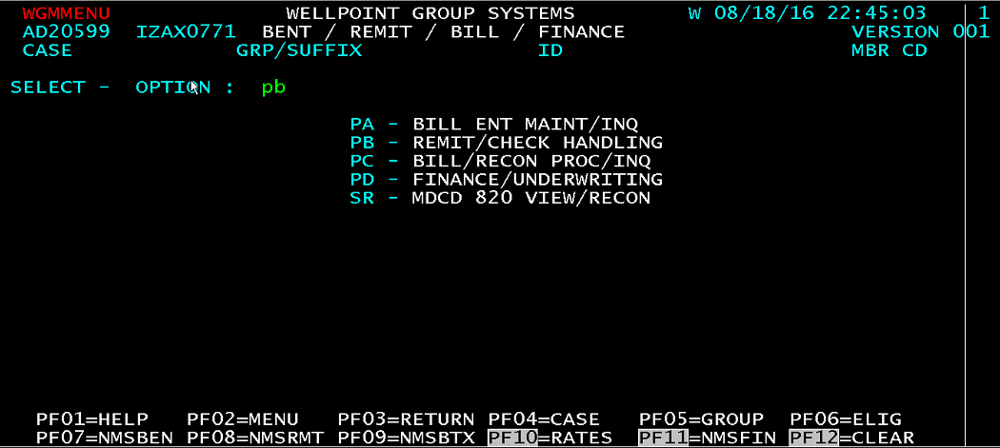 WGMMENU WELLPOINT GROUP SYSTEMS W 08/18/16 22:45:03 1
AD20599 IZAX0771 BENT / REMIT / BILL / FINANCE VERSION 001
CASE GRP/SUFFIX ID MBR CD
SELECT - OPTION : pb
PA - BILL ENT MAINT/INQ
PB - REMIT/CHECK HANDLING
PC - BILL/RECON PROC/INQ
PD - FINANCE/UNDERWRITING
SR - MDCD 820 VIEW/RECON
PF01=HELP PF02=MENU PF03=RETURN PF04=CASE PF05=GROUP PF06=ELIG
PF07=NMSBEN PF08=NMSRMT PF09=NMSBTX PF10=RATES PF11=NMSFIN PF12=CLEAR